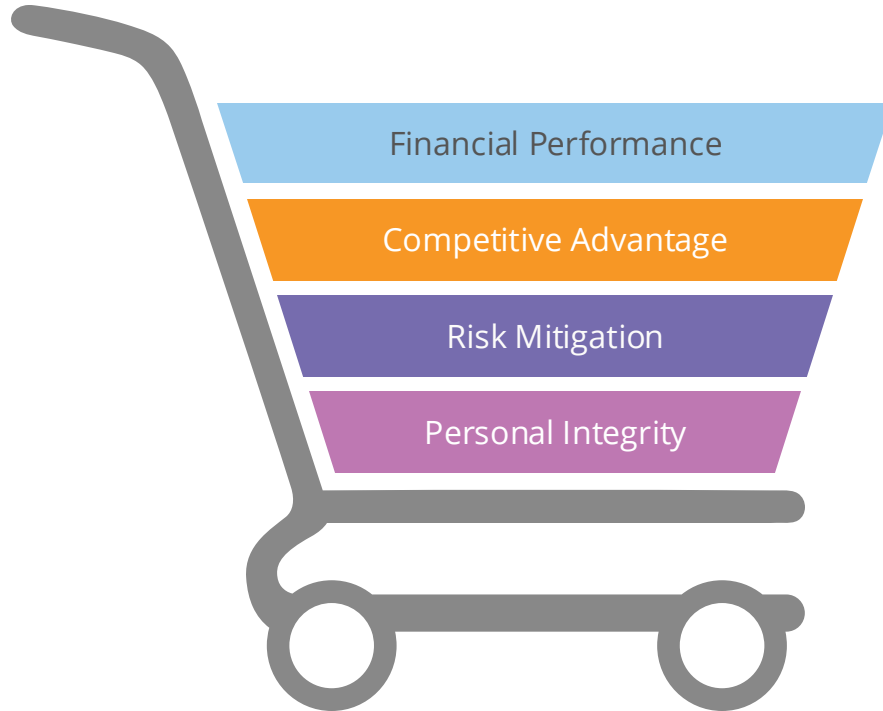 Financial Performance
Competitive Advantage
Risk Mitigation
Personal Integrity